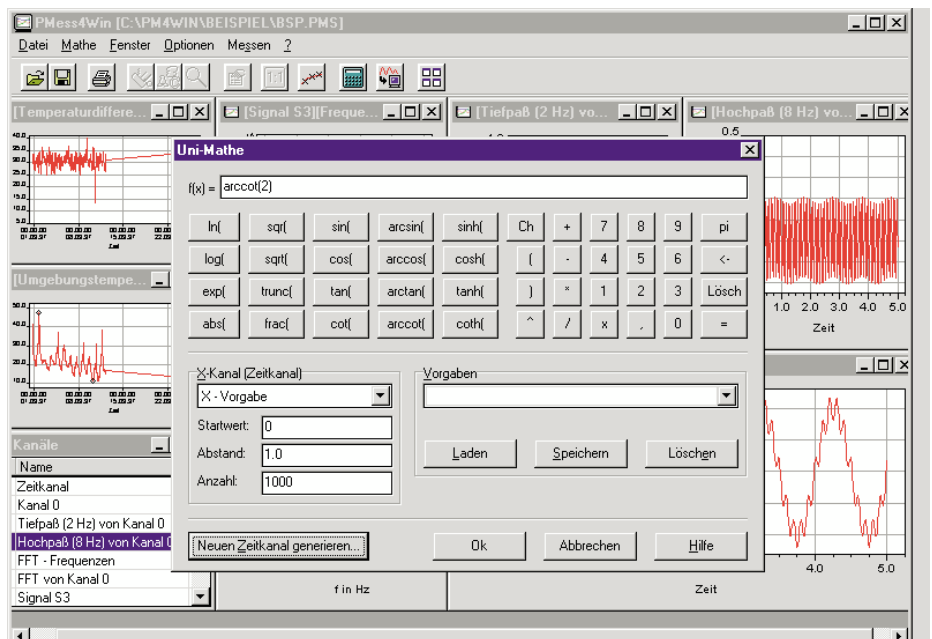 PMess4Win [C:\PM4WIN\BEISPIEL\BSP.PMS]
Datei Mathe Fenster Optionen Messen ?
1:1
[Temperaturdiffere... [Signal S3][Freque... [Tiefpaß (2 Hz) vo... [Hochpaß (8 Hz) vo...
0.5
Uni-Mathe
f(x) = arccot(2)
ln( sqr( sin( arcsin( sinh( Ch + 7 8 9 pi
log( sqrt( cos( arccos( cosh( ( - 4 5 6 <-
exp( trunc( tan( arctan( tanh( ) * 1 2 3 Lösch
abs( frac( cot( arccot( coth( ^ / x , 0 =
[Umgebungstempe...
1.0 2.0 3.0 4.0 5.0
Zeit
X-Kanal (Zeitkanal)
X - Vorgabe
Startwert: 0
Abstand: 1.0
Anzahl: 1000
Vorgaben
Laden Speichern Löschen
Neuen Zeitkanal generieren... Ok Abbrechen Hilfe
Kanäle
Name
Zeitkanal
Kanal 0
Tiefpaß (2 Hz) von Kanal 0
Hochpaß (8 Hz) von Kanal 0
FFT - Frequenzen
FFT von Kanal 0
Signal S3
f in Hz
4.0 5.0
Zeit